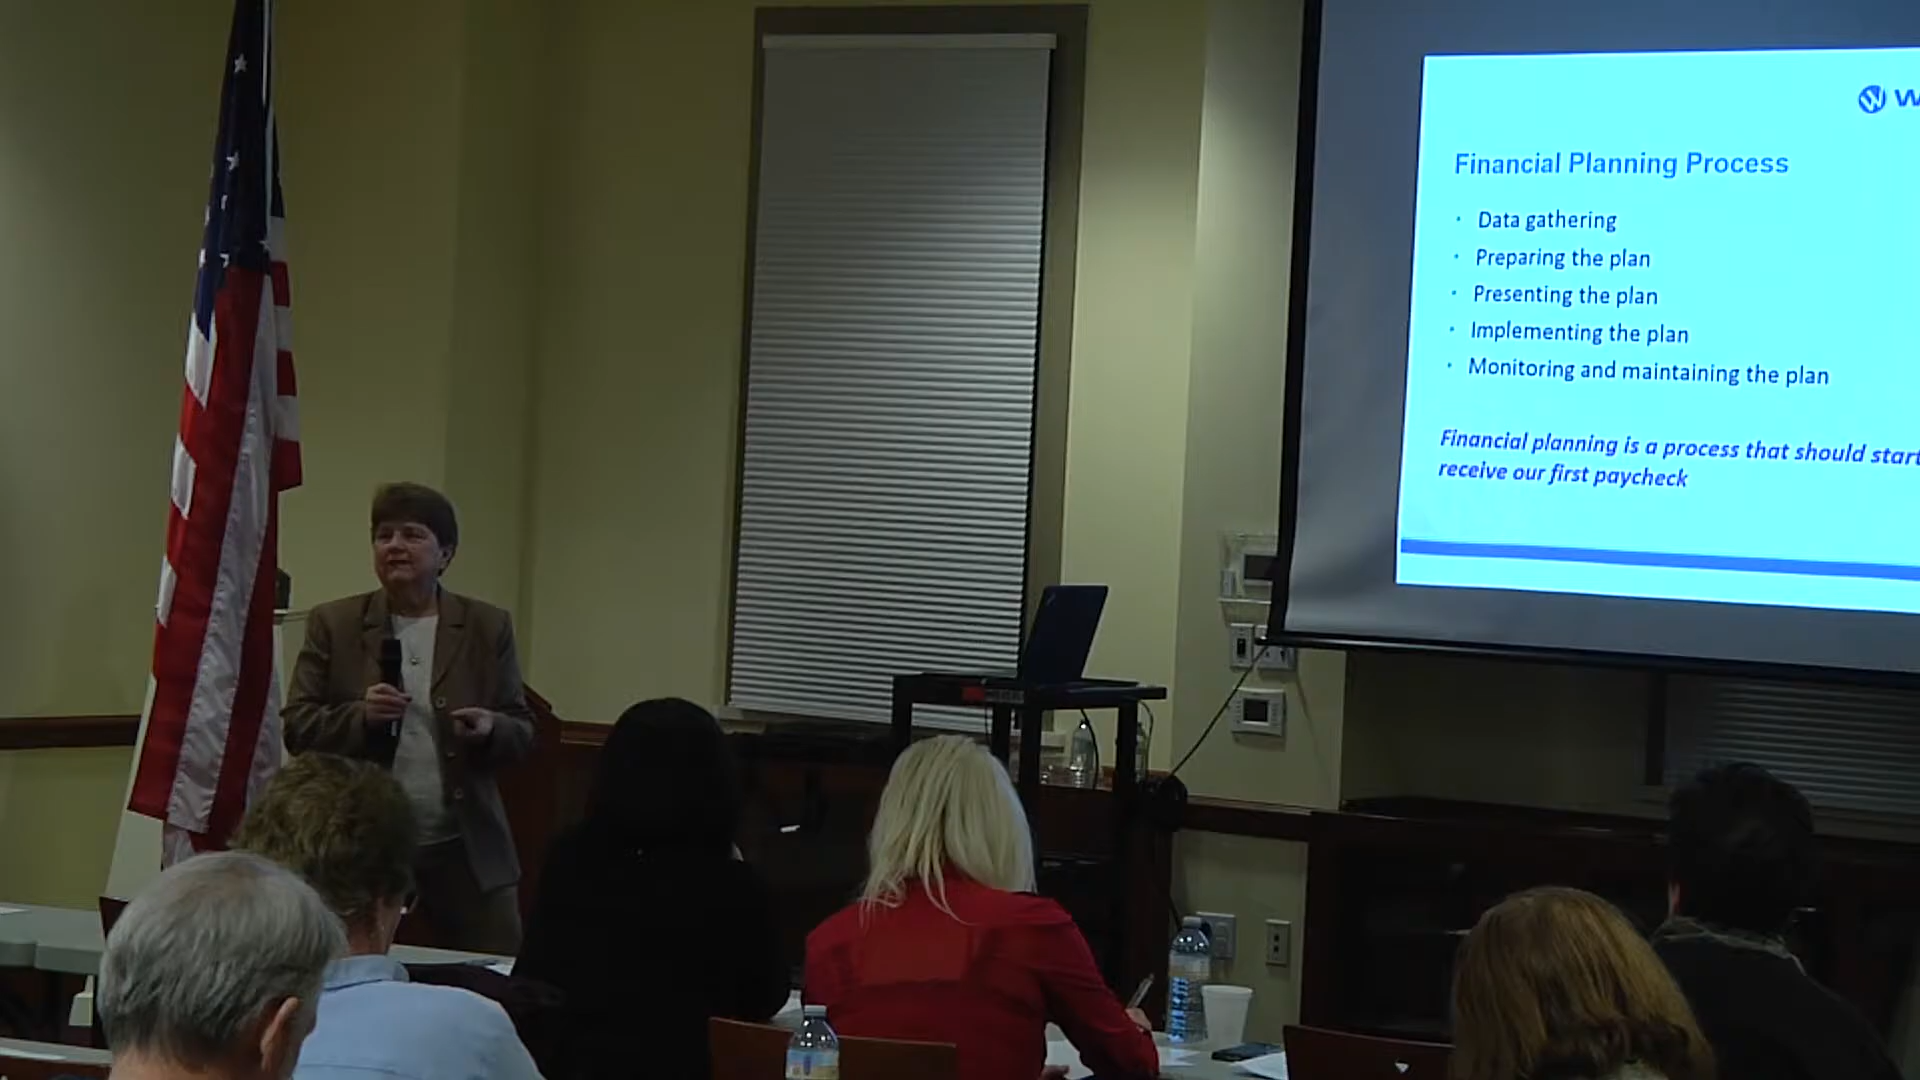 Financial Planning Process
• Data gathering
• Preparing the plan
• Presenting the plan
• Implementing the plan
• Monitoring and maintaining the plan
Financial planning is a process that should start
receive our first paycheck